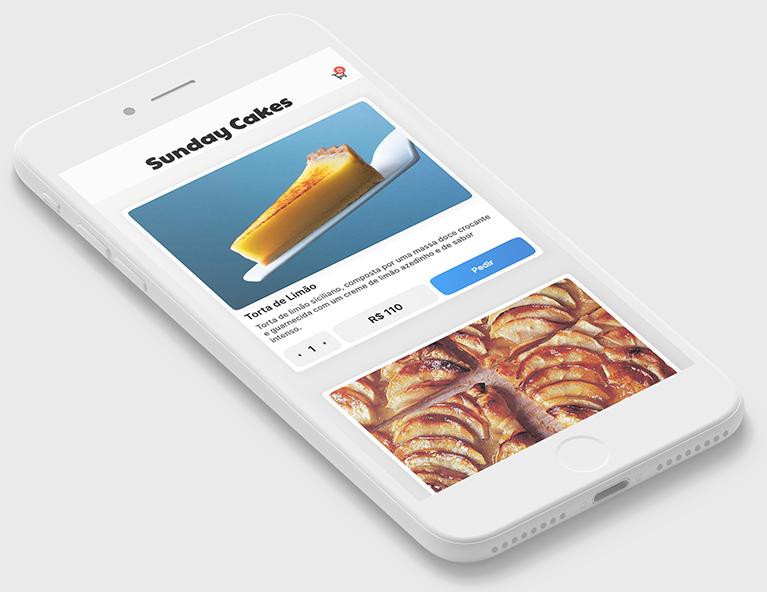 Sunday Cakes
Torta de Limão
Torta de limão siciliano, composta por uma massa doce crocante
e guarnecida com um creme de limão azedinho e de sabor
intenso.
1
R$ 110
Pedir